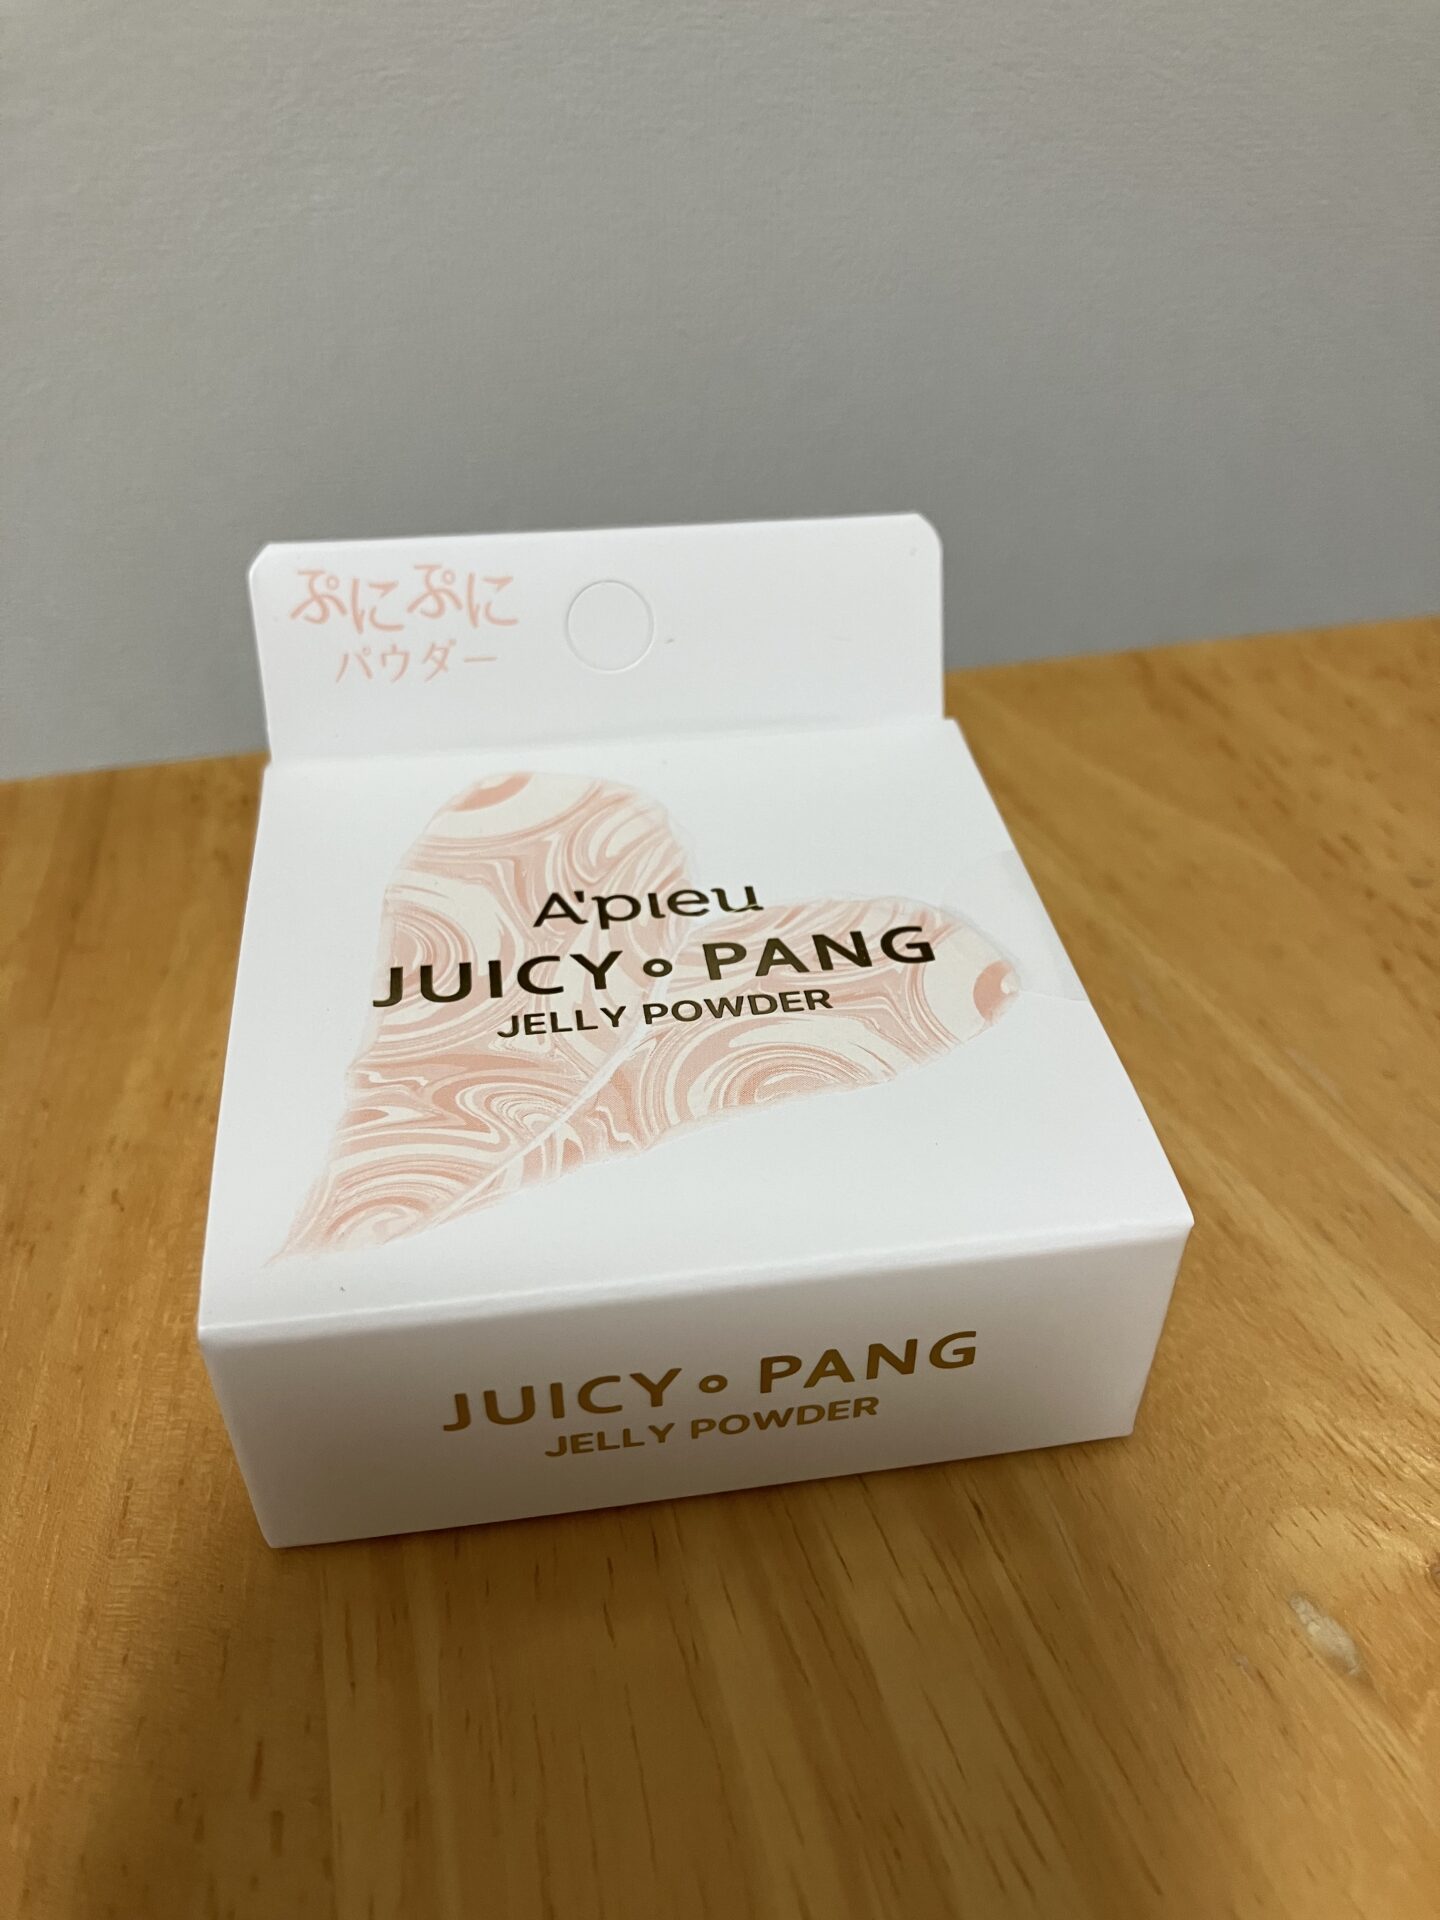 ぷにぷに
パウダー
A'pieu
JUICY PANG
JELLY POWDER
JUICY PANG
JELLY POWDER